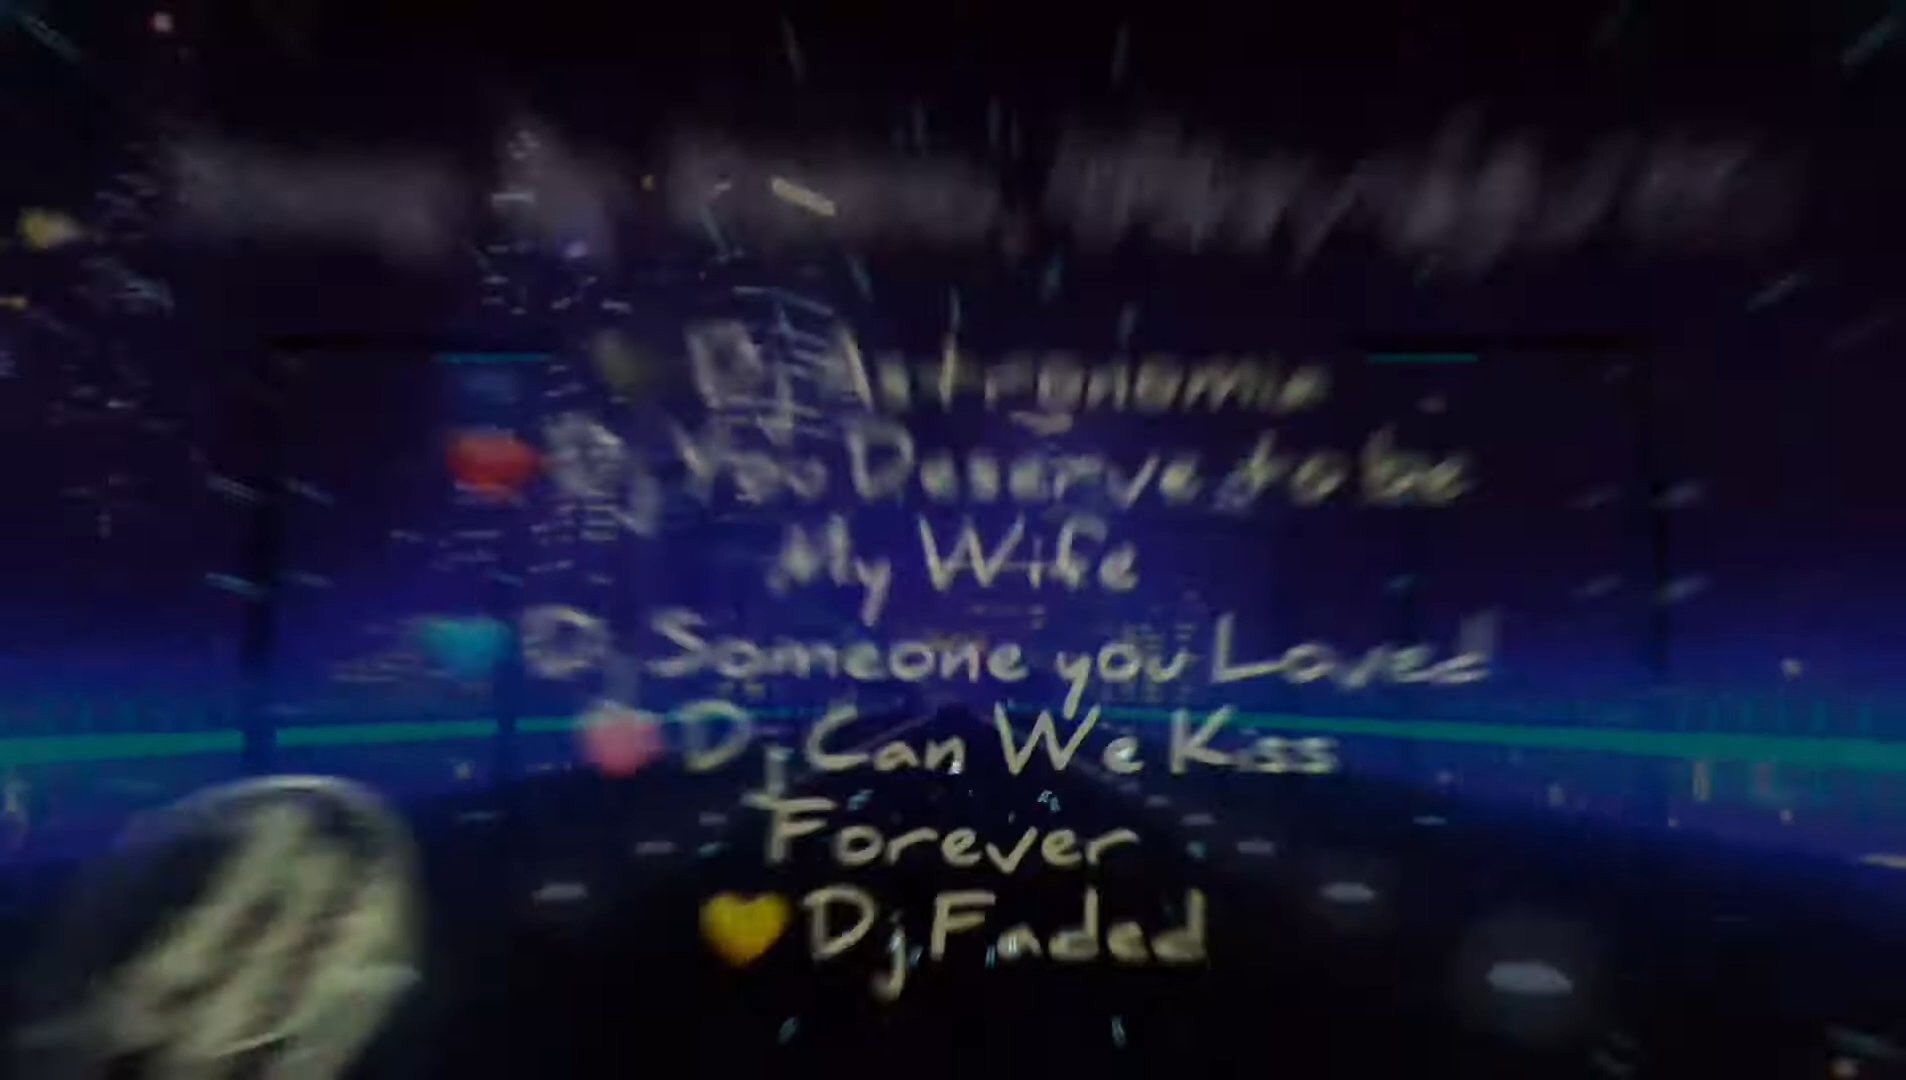 Dj Astronomia
Dj You Deserve to be
My Wife
Dj Someone you Loved
Dj Can We Kiss
Forever
💛 Dj Faded